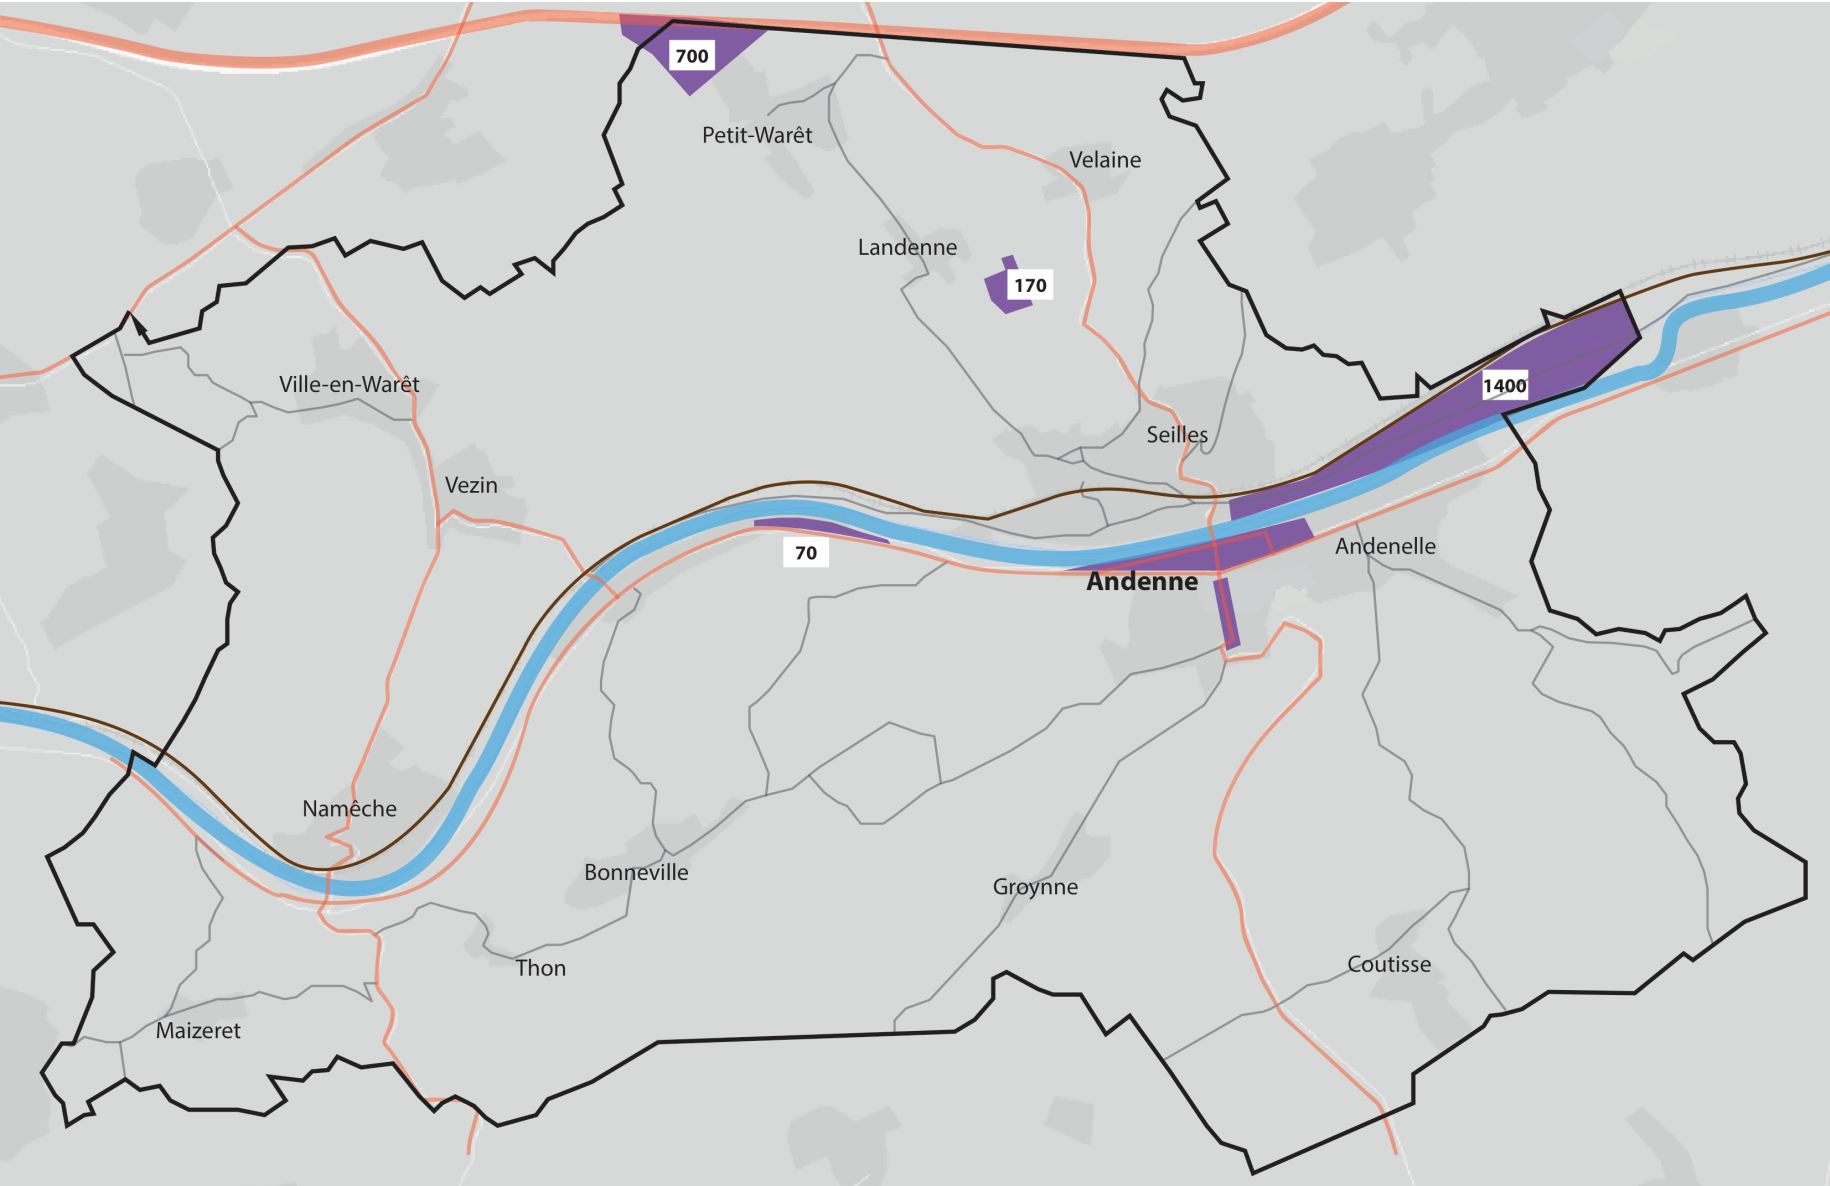 700
Petit-Warêt
Velaine
Landenne
170
Ville-en-Warêt
1400
Seilles
Vezin
70
Andenelle
Andenne
Namêche
Bonneville
Groynne
Coutisse
Thon
Maizeret